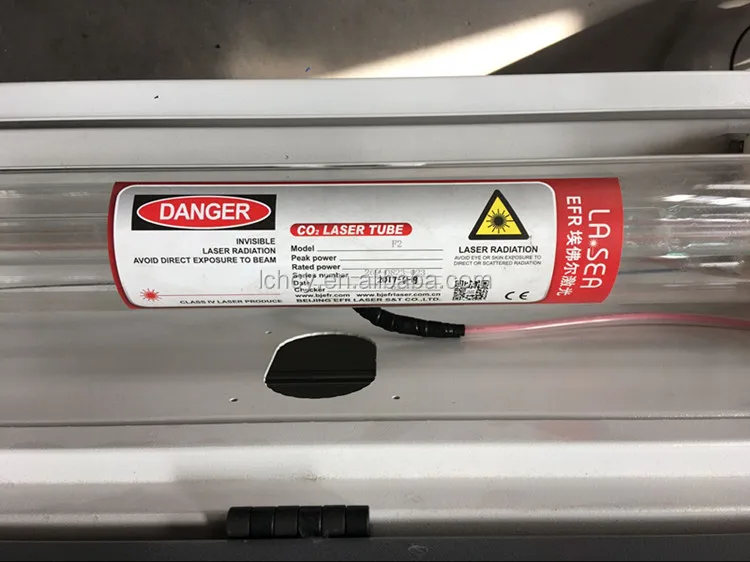 DANGER
INVISIBLE
LASER RADIATION
AVOID DIRECT EXPOSURE TO BEAM
CLASS IV LASER PRODUCE
CO₂ LASER TUBE
Model F2
Peak power
Rated power
Series number
Date
Checker
www.bjefr.com www.bjefrlaser.com.cn
BEIJING EFR LASER S&T CO.,LTD.
LASER RADIATION
AVOID EYE OR SKIN EXPOSURE TO
DIRECT OR SCATTERED RADIATION
CE
LA·SEA
EFR·埃佛尔激光